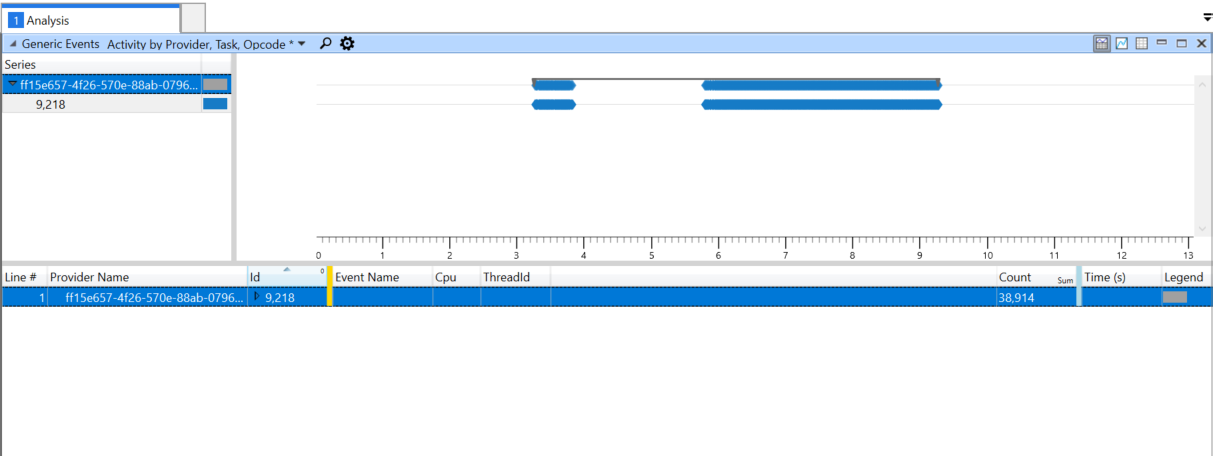 1 Analysis
Generic Events Activity by Provider, Task, Opcode *
Series
ff15e657-4f26-570e-88ab-0796...
9,218
0 1 2 3 4 5 6 7 8 9 10 11 12 13
Line # Provider Name Id 0 Event Name Cpu ThreadId Count Sum Time (s) Legend
1 ff15e657-4f26-570e-88ab-0796... 9,218 38,914